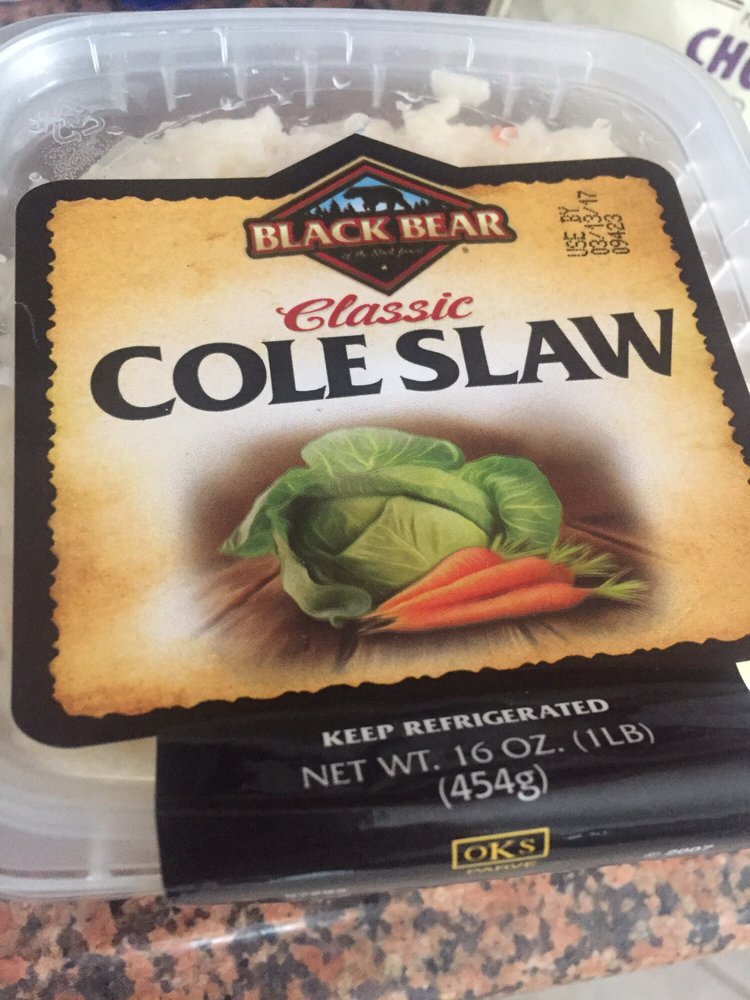 CHO
BLACK BEAR
USE BY
03/13/17
09423
Classic
COLE SLAW
KEEP REFRIGERATED
NET WT. 16 OZ. (1LB)
(454g)
OKS
PARVE